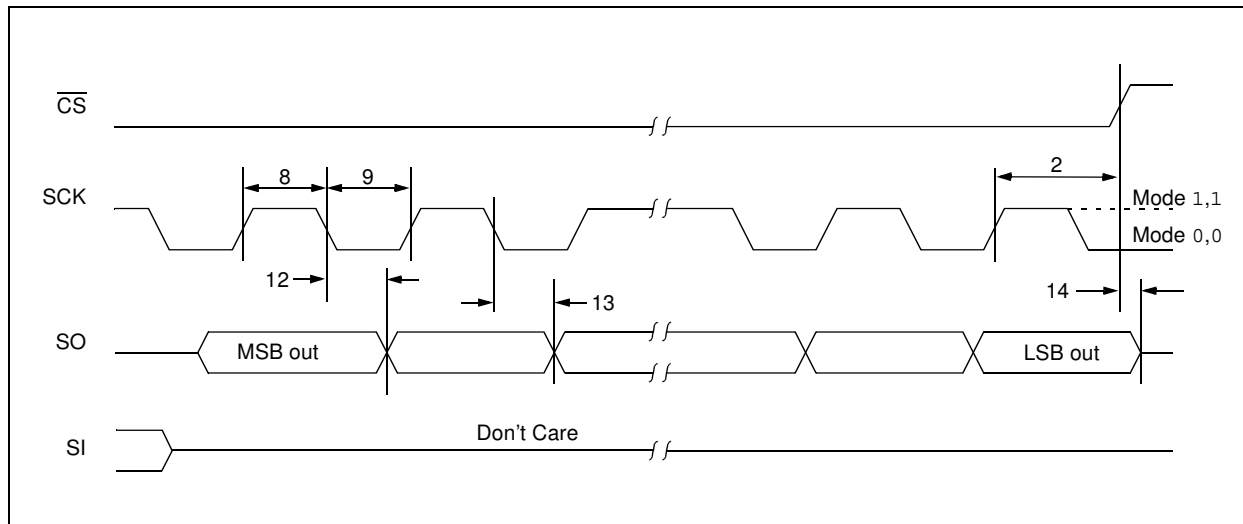 C̅S̅
2
8
9
SCK
Mode 1,1
Mode 0,0
12
13
14
SO
MSB out
LSB out
Don't Care
SI